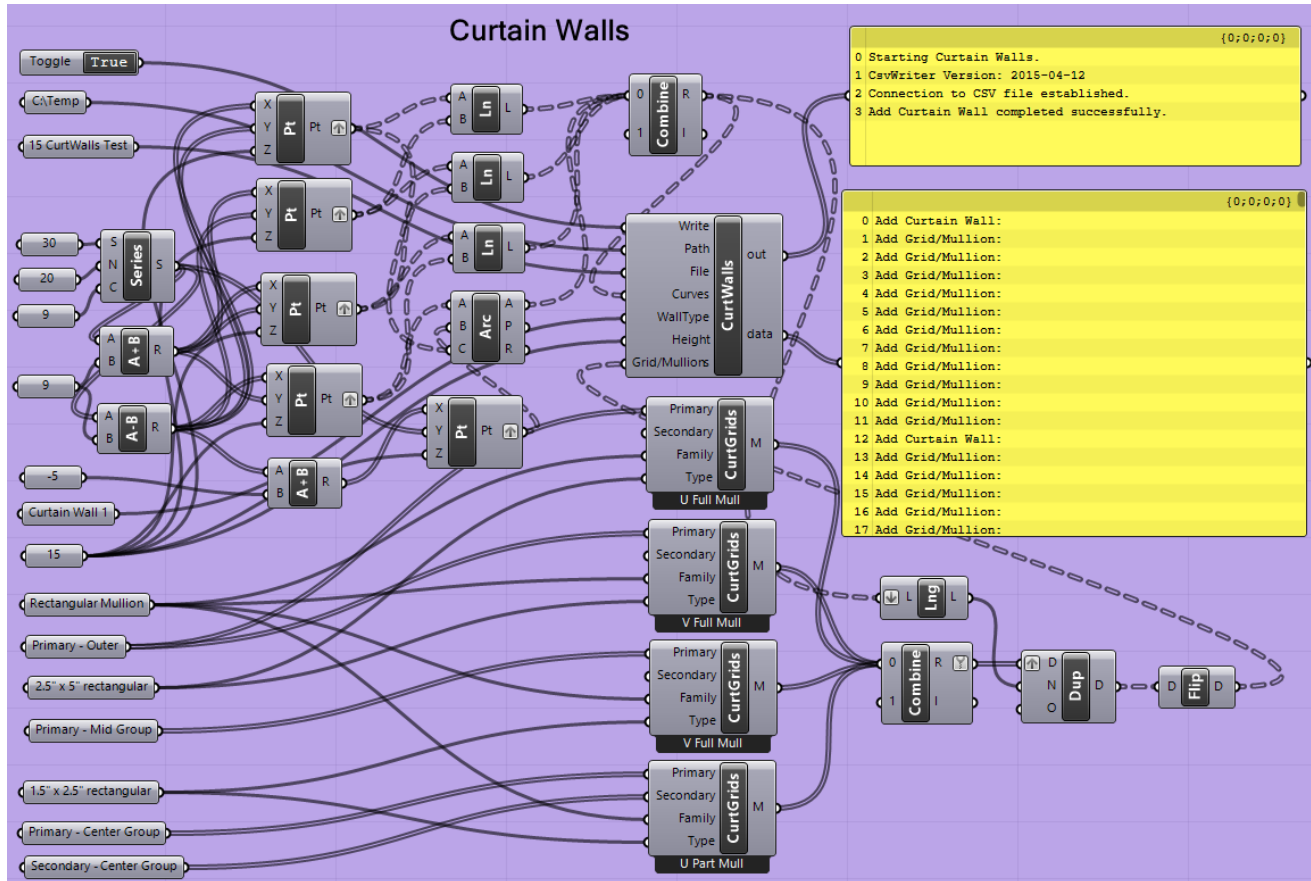 Curtain Walls
Toggle True
C:\Temp
15 CurtWalls Test
30
20
9
S
N
C
Series
S
A
B
A+B
R
9
A
B
A-B
R
-5
Curtain Wall 1
15
A
B
A+B
R
X
Y
Z
Pt
Pt
X
Y
Z
Pt
Pt
X
Y
Z
Pt
Pt
X
Y
Z
Pt
Pt
X
Y
Z
Pt
Pt
A
B
Ln
L
A
B
Ln
L
A
B
Ln
L
A
B
C
Arc
A
P
R
0
1
Combine
R
I
Write
Path
File
Curves
WallType
Height
Grid/Mullions
CurtWalls
out
data
{0;0;0;0}
0 Starting Curtain Walls.
1 CsvWriter Version: 2015-04-12
2 Connection to CSV file established.
3 Add Curtain Wall completed successfully.
{0;0;0;0}
0 Add Curtain Wall:
1 Add Grid/Mullion:
2 Add Grid/Mullion:
3 Add Grid/Mullion:
4 Add Grid/Mullion:
5 Add Grid/Mullion:
6 Add Grid/Mullion:
7 Add Grid/Mullion:
8 Add Grid/Mullion:
9 Add Grid/Mullion:
10 Add Grid/Mullion:
11 Add Grid/Mullion:
12 Add Curtain Wall:
13 Add Grid/Mullion:
14 Add Grid/Mullion:
15 Add Grid/Mullion:
16 Add Grid/Mullion:
17 Add Grid/Mullion:
Rectangular Mullion
Primary - Outer
2.5" x 5" rectangular
Primary - Mid Group
1.5" x 2.5" rectangular
Primary - Center Group
Secondary - Center Group
Primary
Secondary
Family
Type
CurtGrids
M
U Full Mull
Primary
Secondary
Family
Type
CurtGrids
M
V Full Mull
Primary
Secondary
Family
Type
CurtGrids
M
V Full Mull
Primary
Secondary
Family
Type
CurtGrids
M
U Part Mull
L
Lng
L
0
1
Combine
R
I
D
N
O
Dup
D
D
Flip
D